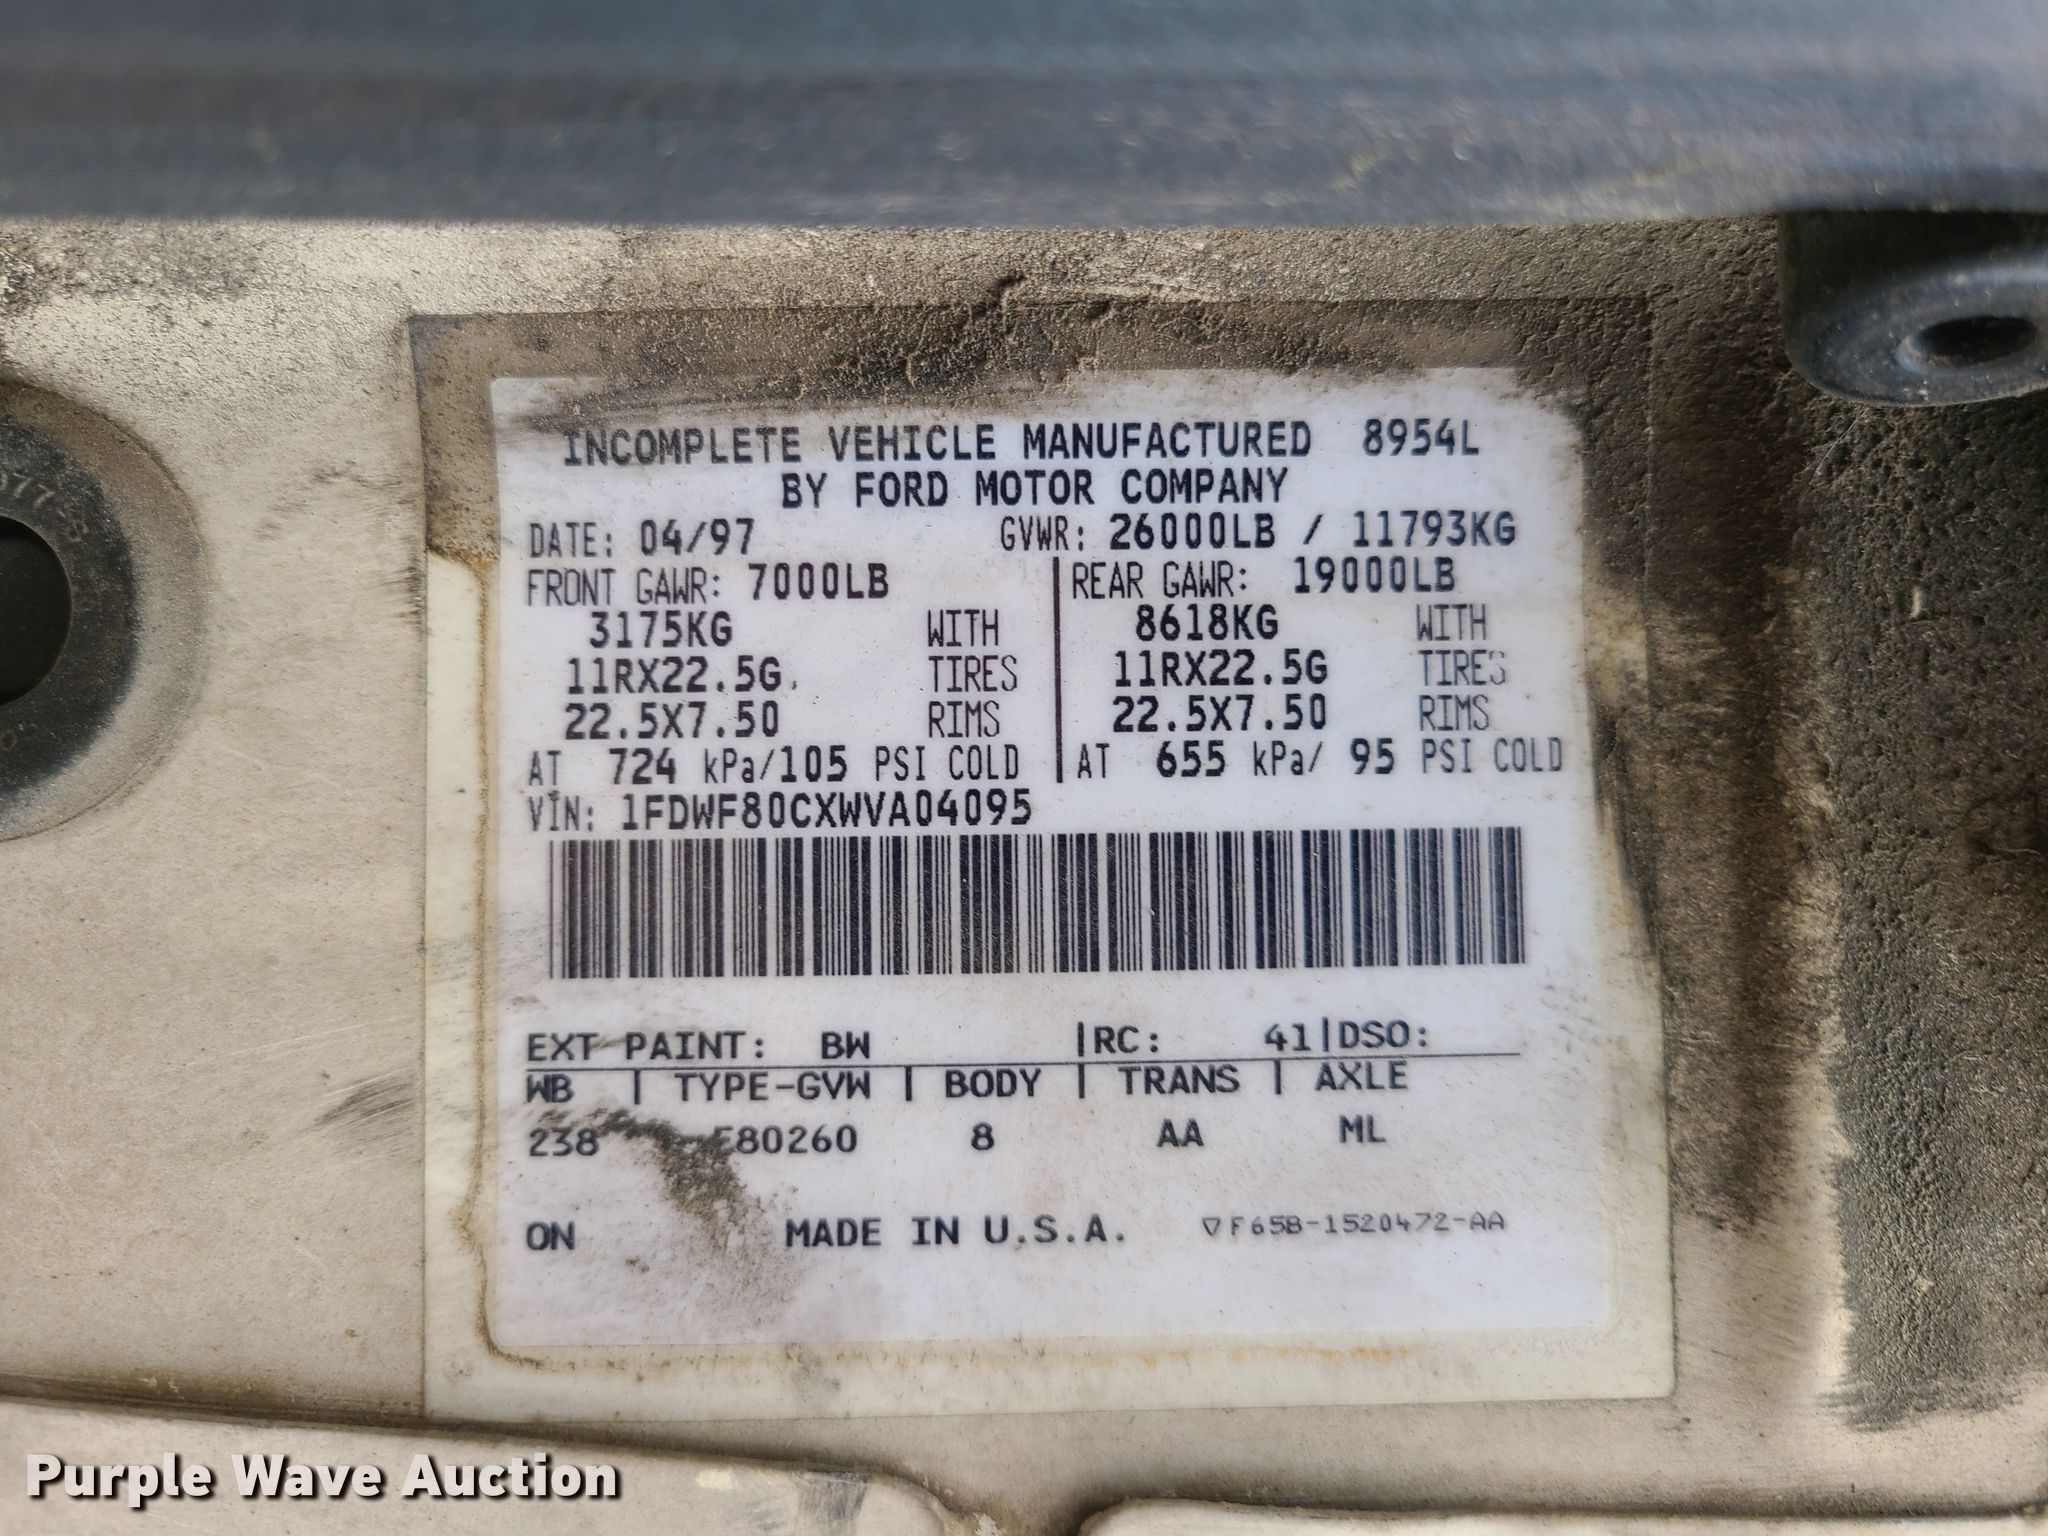 INCOMPLETE VEHICLE MANUFACTURED 8954L
BY FORD MOTOR COMPANY
DATE: 04/97 GVWR: 26000LB / 11793KG
FRONT GAWR: 7000LB REAR GAWR: 19000LB
3175KG WITH 8618KG WITH
11RX22.5G TIRES 11RX22.5G TIRES
22.5X7.50 RIMS 22.5X7.50 RIMS
AT 724 kPa/105 PSI COLD AT 655 kPa/ 95 PSI COLD
VIN: 1FDWF80CXWVA04095
EXT PAINT: BW |RC: 41|DSO:
WB | TYPE-GVW | BODY | TRANS | AXLE
238 F80260 8 AA ML
ON MADE IN U.S.A. ▽F65B-1520472-AA
Purple Wave Auction